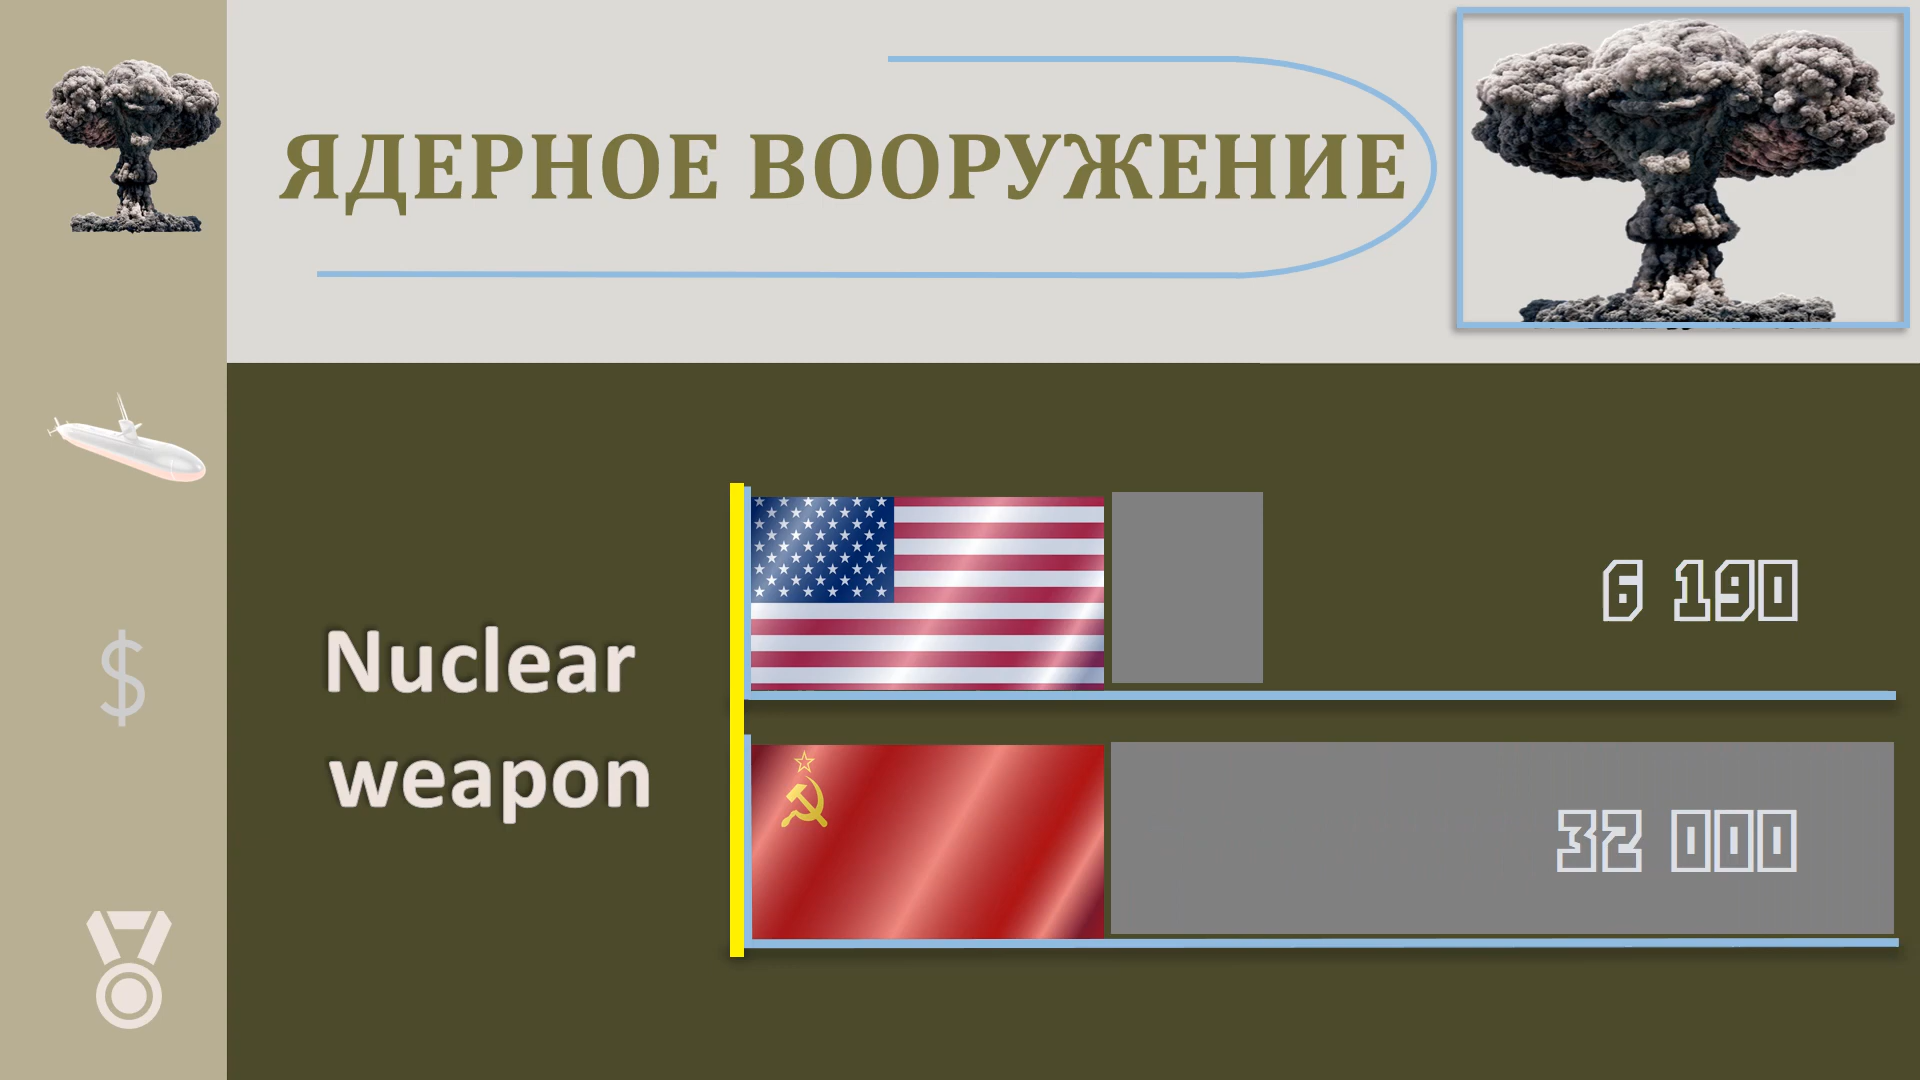 ЯДЕРНОЕ ВООРУЖЕНИЕ
$
Nuclear
weapon
6 190
32 000